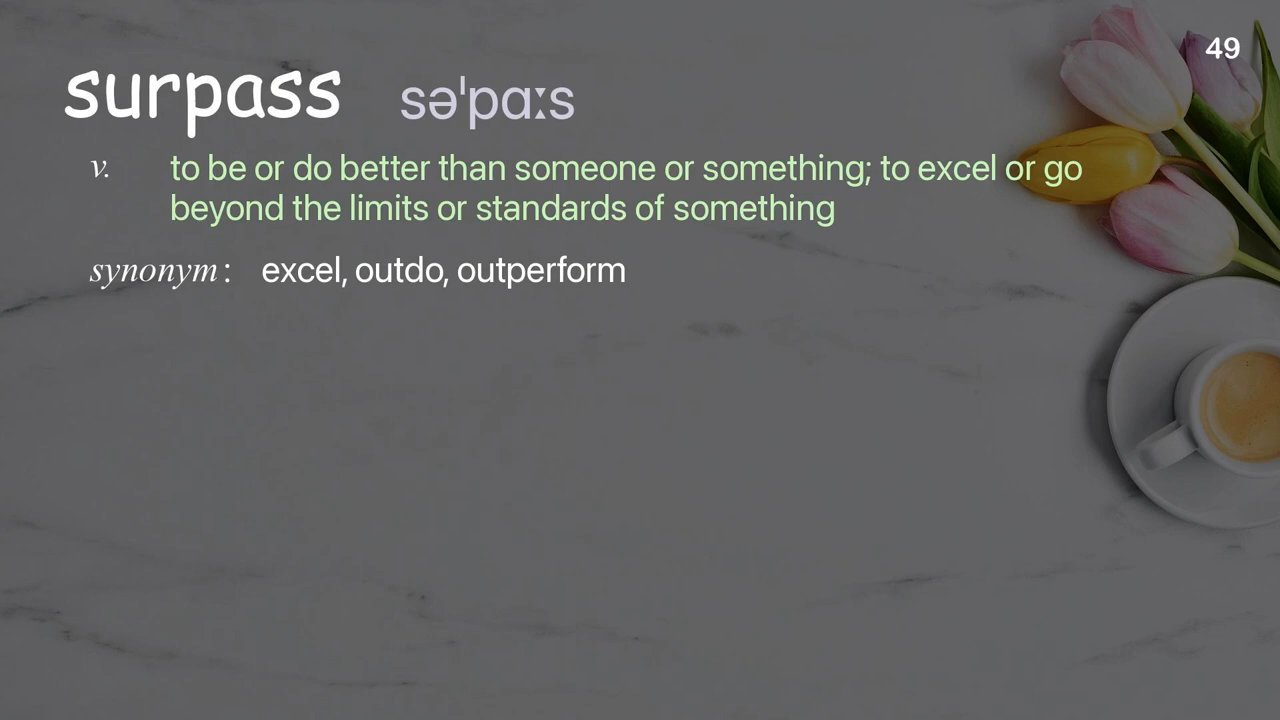 49
surpass səˈpɑːs
v. to be or do better than someone or something; to excel or go
beyond the limits or standards of something
synonym: excel, outdo, outperform